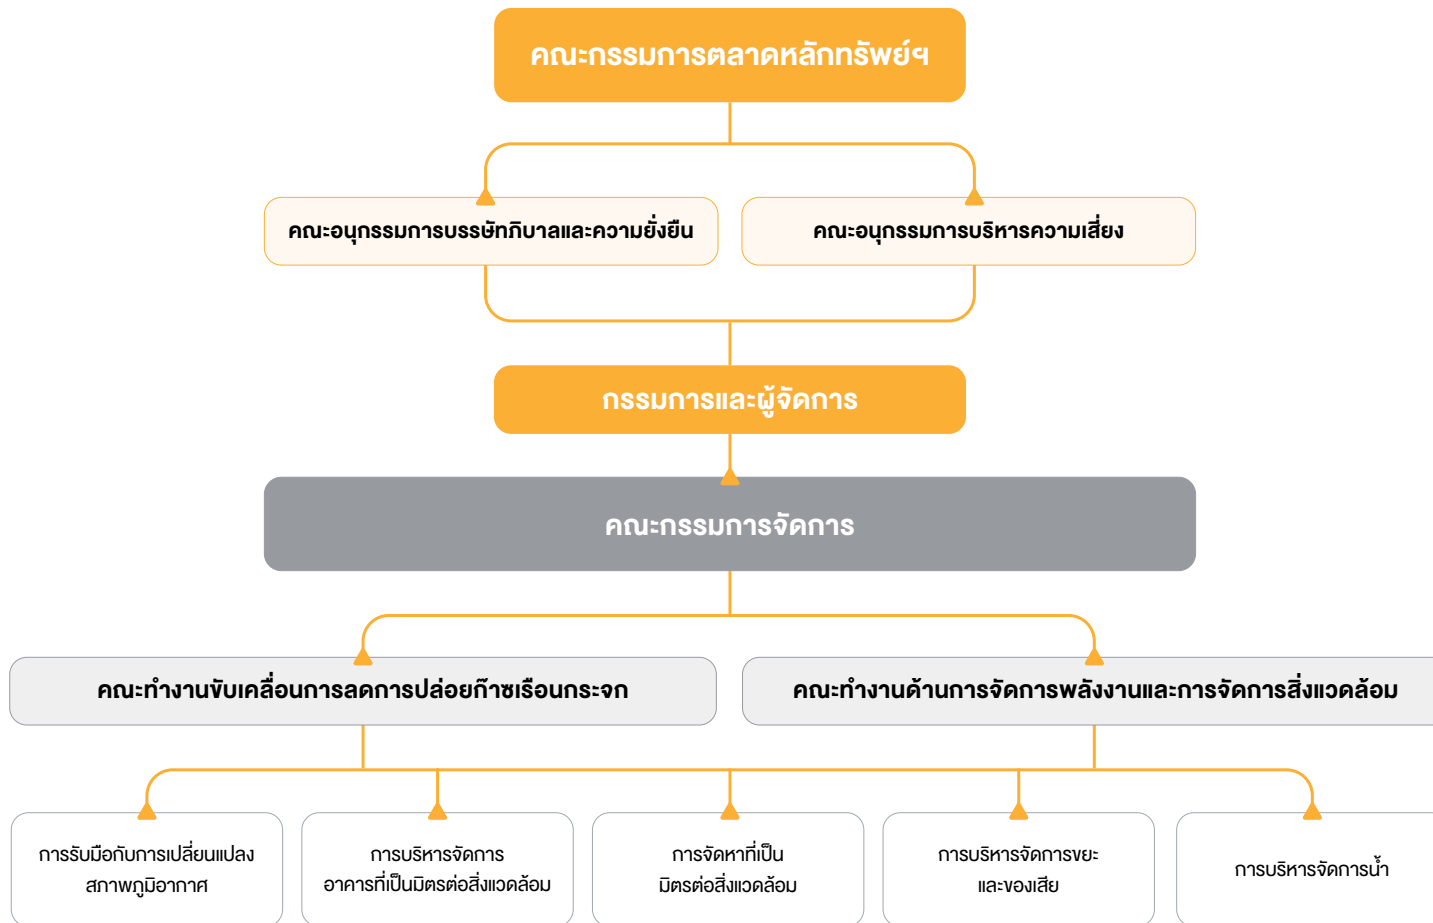 คณะกรรมการตลาดหลักทรัพย์ฯ
คณะอนุกรรมการบรรษัทภิบาลและความยั่งยืน
คณะอนุกรรมการบริหารความเสี่ยง
กรรมการและผู้จัดการ
คณะกรรมการจัดการ
คณะทำงานขับเคลื่อนการลดการปล่อยก๊าซเรือนกระจก
คณะทำงานด้านการจัดการพลังงานและการจัดการสิ่งแวดล้อม
การรับมือกับการเปลี่ยนแปลง
สภาพภูมิอากาศ
การบริหารจัดการ
อาคารที่เป็นมิตรต่อสิ่งแวดล้อม
การจัดหาที่เป็น
มิตรต่อสิ่งแวดล้อม
การบริหารจัดการขยะ
และของเสีย
การบริหารจัดการน้ำ